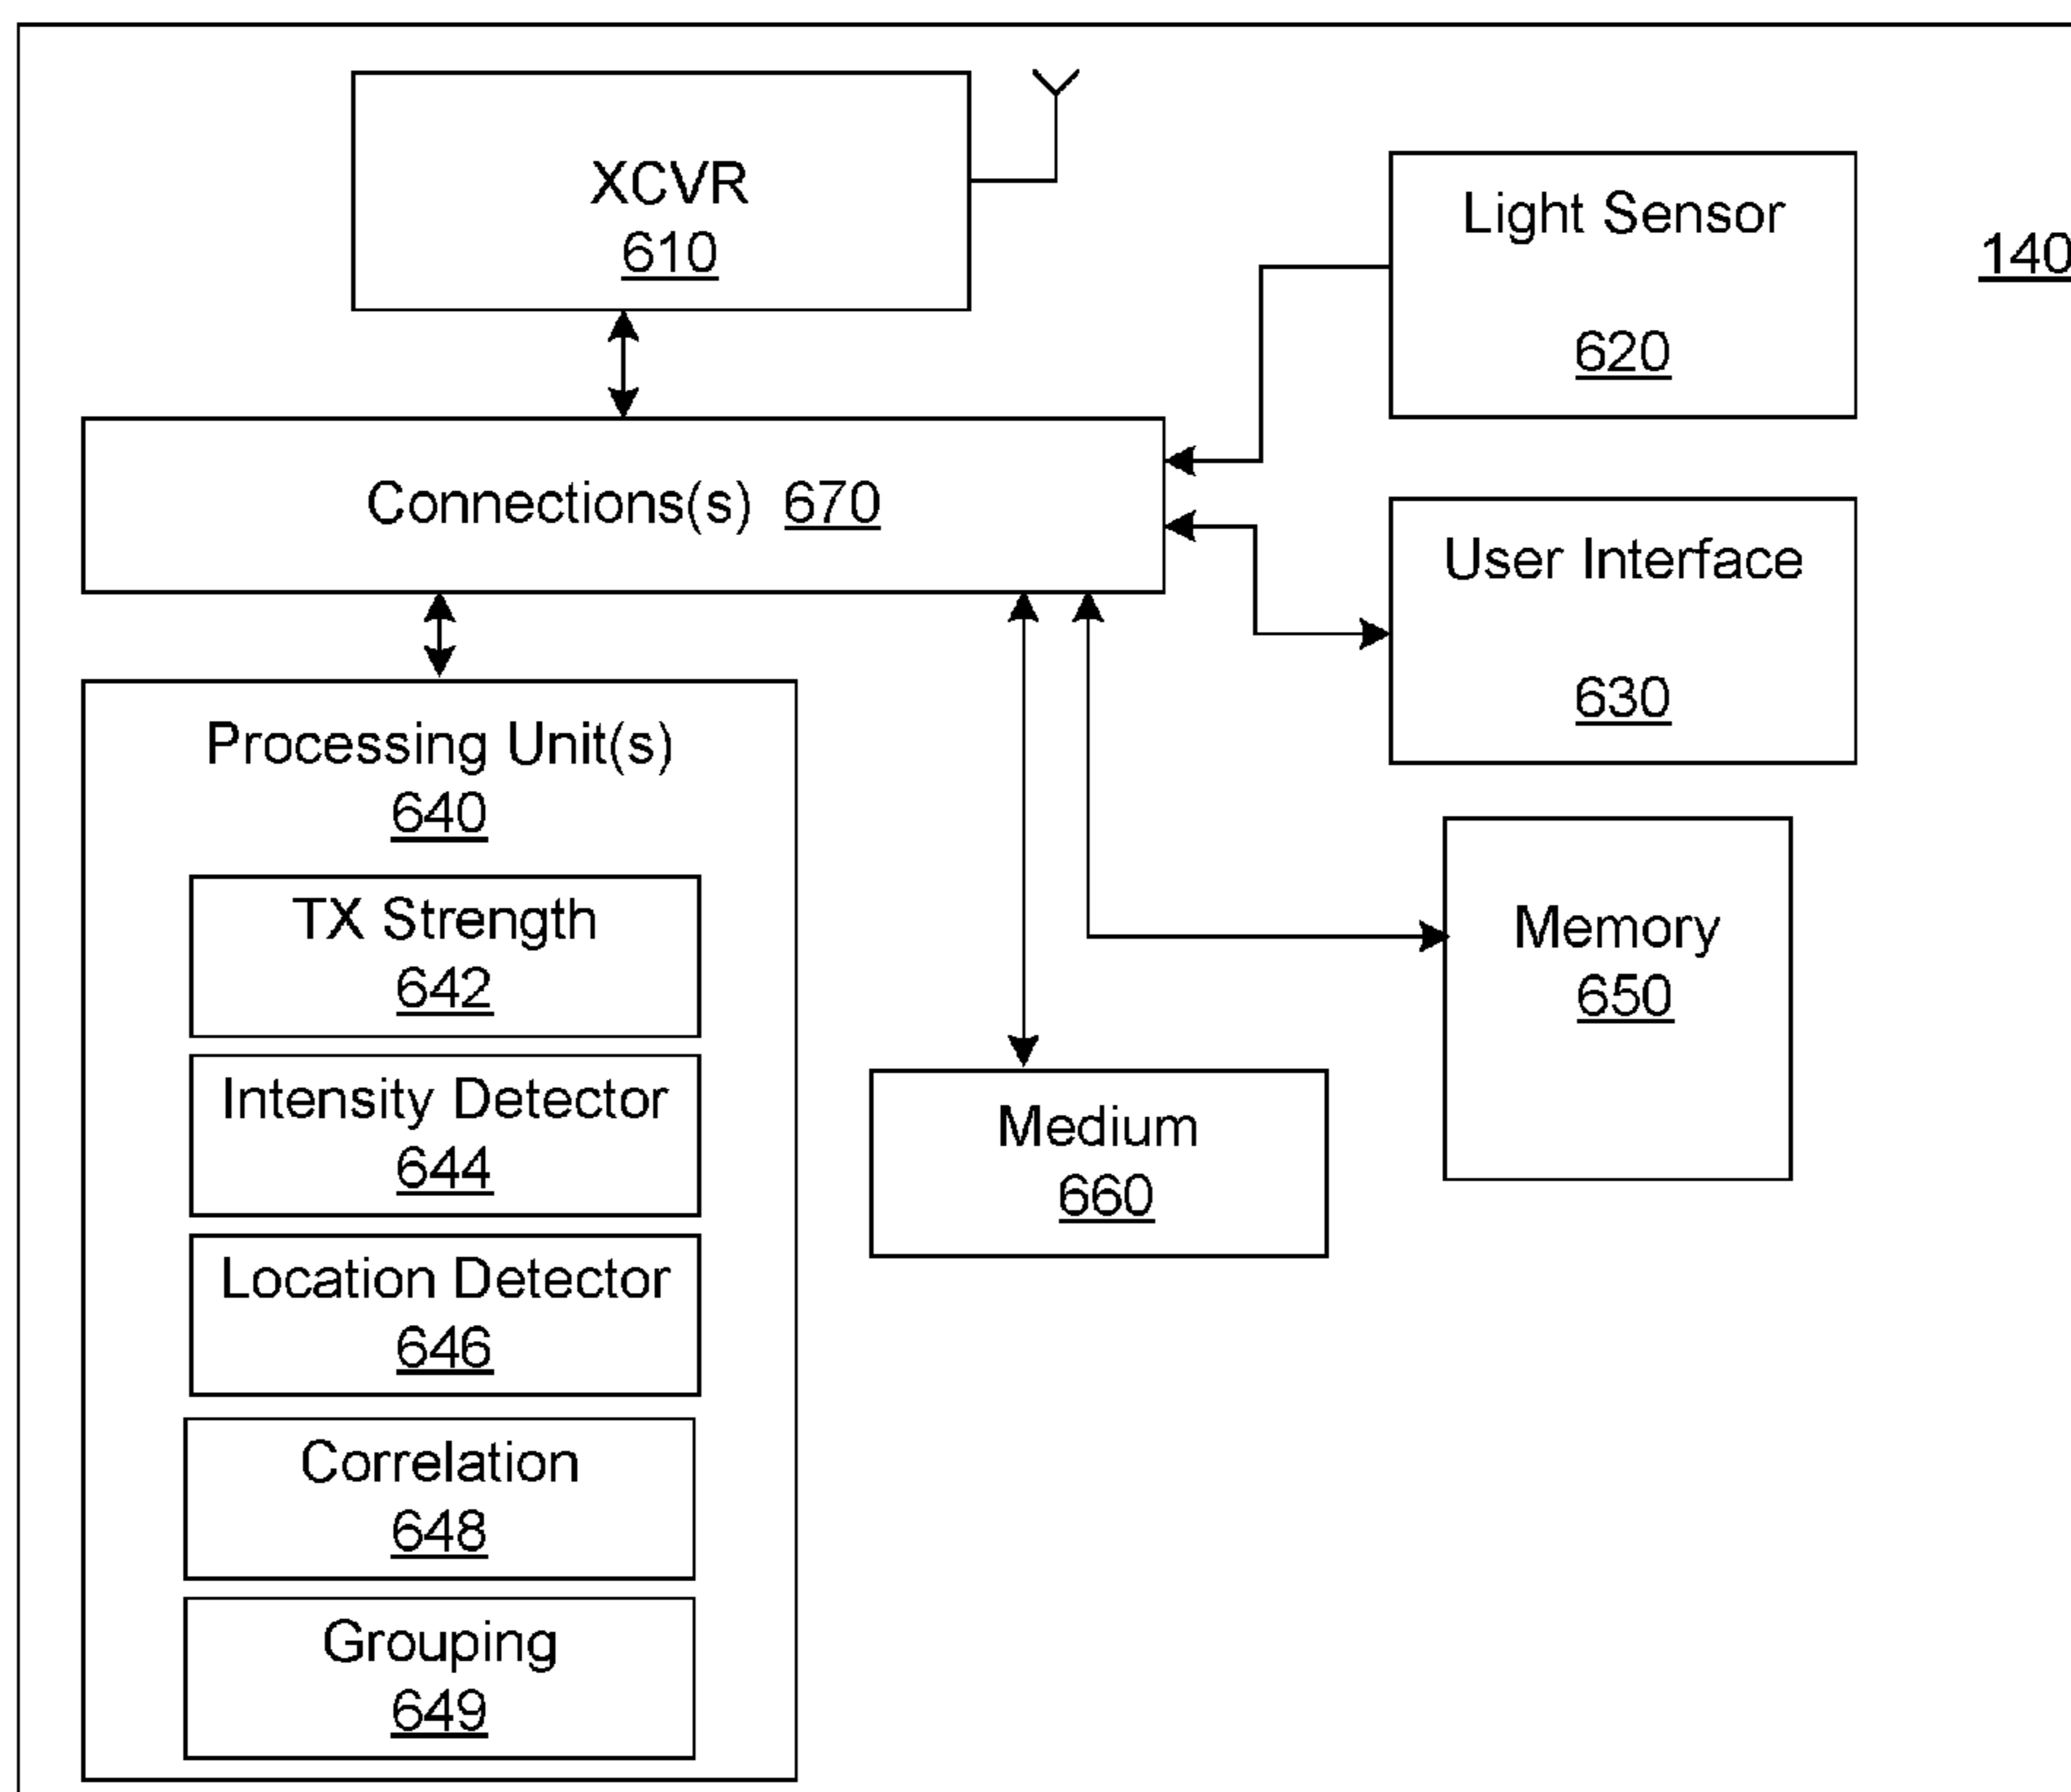 XCVR
610
Light Sensor
620
140
Connections(s) 670
User Interface
630
Processing Unit(s)
640
TX Strength
642
Intensity Detector
644
Location Detector
646
Correlation
648
Grouping
649
Memory
650
Medium
660